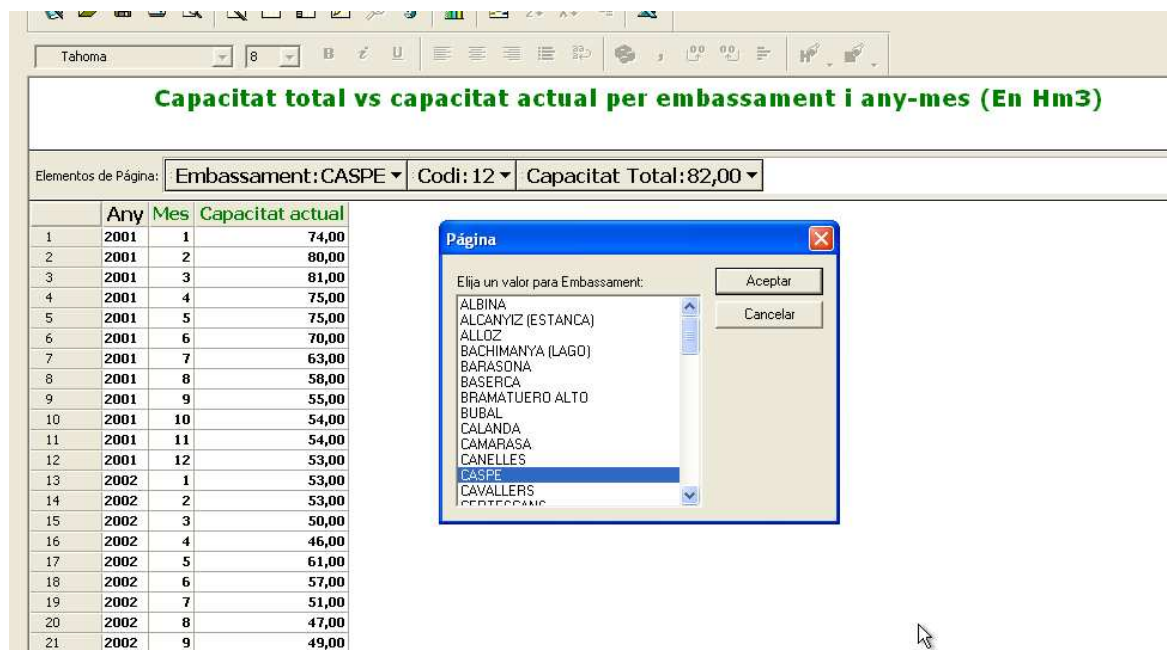 Tahoma 8 B i U
Capacitat total vs capacitat actual per embassament i any-mes (En Hm3)
Elementos de Página: Embassament:CASPE Codi:12 Capacitat Total:82,00
Any Mes Capacitat actual
1 2001 1 74,00
2 2001 2 80,00
3 2001 3 81,00
4 2001 4 75,00
5 2001 5 75,00
6 2001 6 70,00
7 2001 7 63,00
8 2001 8 58,00
9 2001 9 55,00
10 2001 10 54,00
11 2001 11 54,00
12 2001 12 53,00
13 2002 1 53,00
14 2002 2 53,00
15 2002 3 50,00
16 2002 4 46,00
17 2002 5 61,00
18 2002 6 57,00
19 2002 7 51,00
20 2002 8 47,00
21 2002 9 49,00
Página
Elija un valor para Embassament:
ALBINA
ALCANYIZ (ESTANCA)
ALLOZ
BACHIMANYA (LAGO)
BARASONA
BASERCA
BRAMATUERO ALTO
BUBAL
CALANDA
CAMARASA
CANELLES
CASPE
CAVALLERS
Aceptar
Cancelar